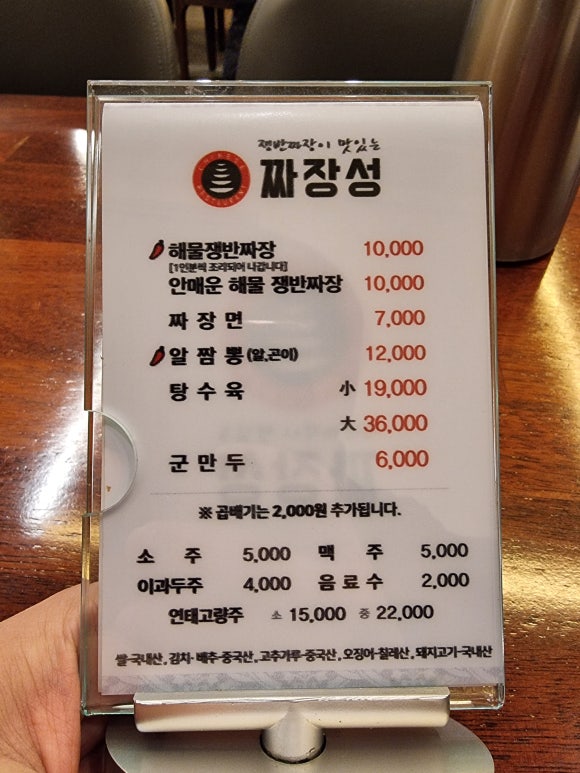 쟁반짜장이 맛있는
CHINESE RESTAURANT
짜장성
해물쟁반짜장 10,000
[1인분씩 조리되어 나갑니다]
안매운 해물 쟁반짜장 10,000
짜장면 7,000
알짬뽕 (알,곤이) 12,000
탕수육 小 19,000
大 36,000
군만두 6,000
※ 곱배기는 2,000원 추가됩니다.
소주 5,000 맥주 5,000
이과두주 4,000 음료수 2,000
연태고량주 소 15,000 중 22,000
쌀-국내산, 김치-배추-중국산, 고추가루-중국산, 오징어-칠레산, 돼지고기-국내산